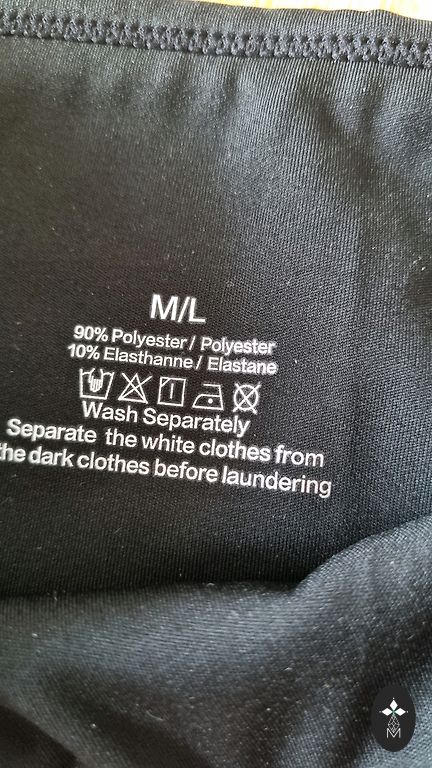 M/L
90% Polyester / Polyester
10% Elasthanne / Elastane
Wash Separately
Separate the white clothes from
the dark clothes before laundering
M